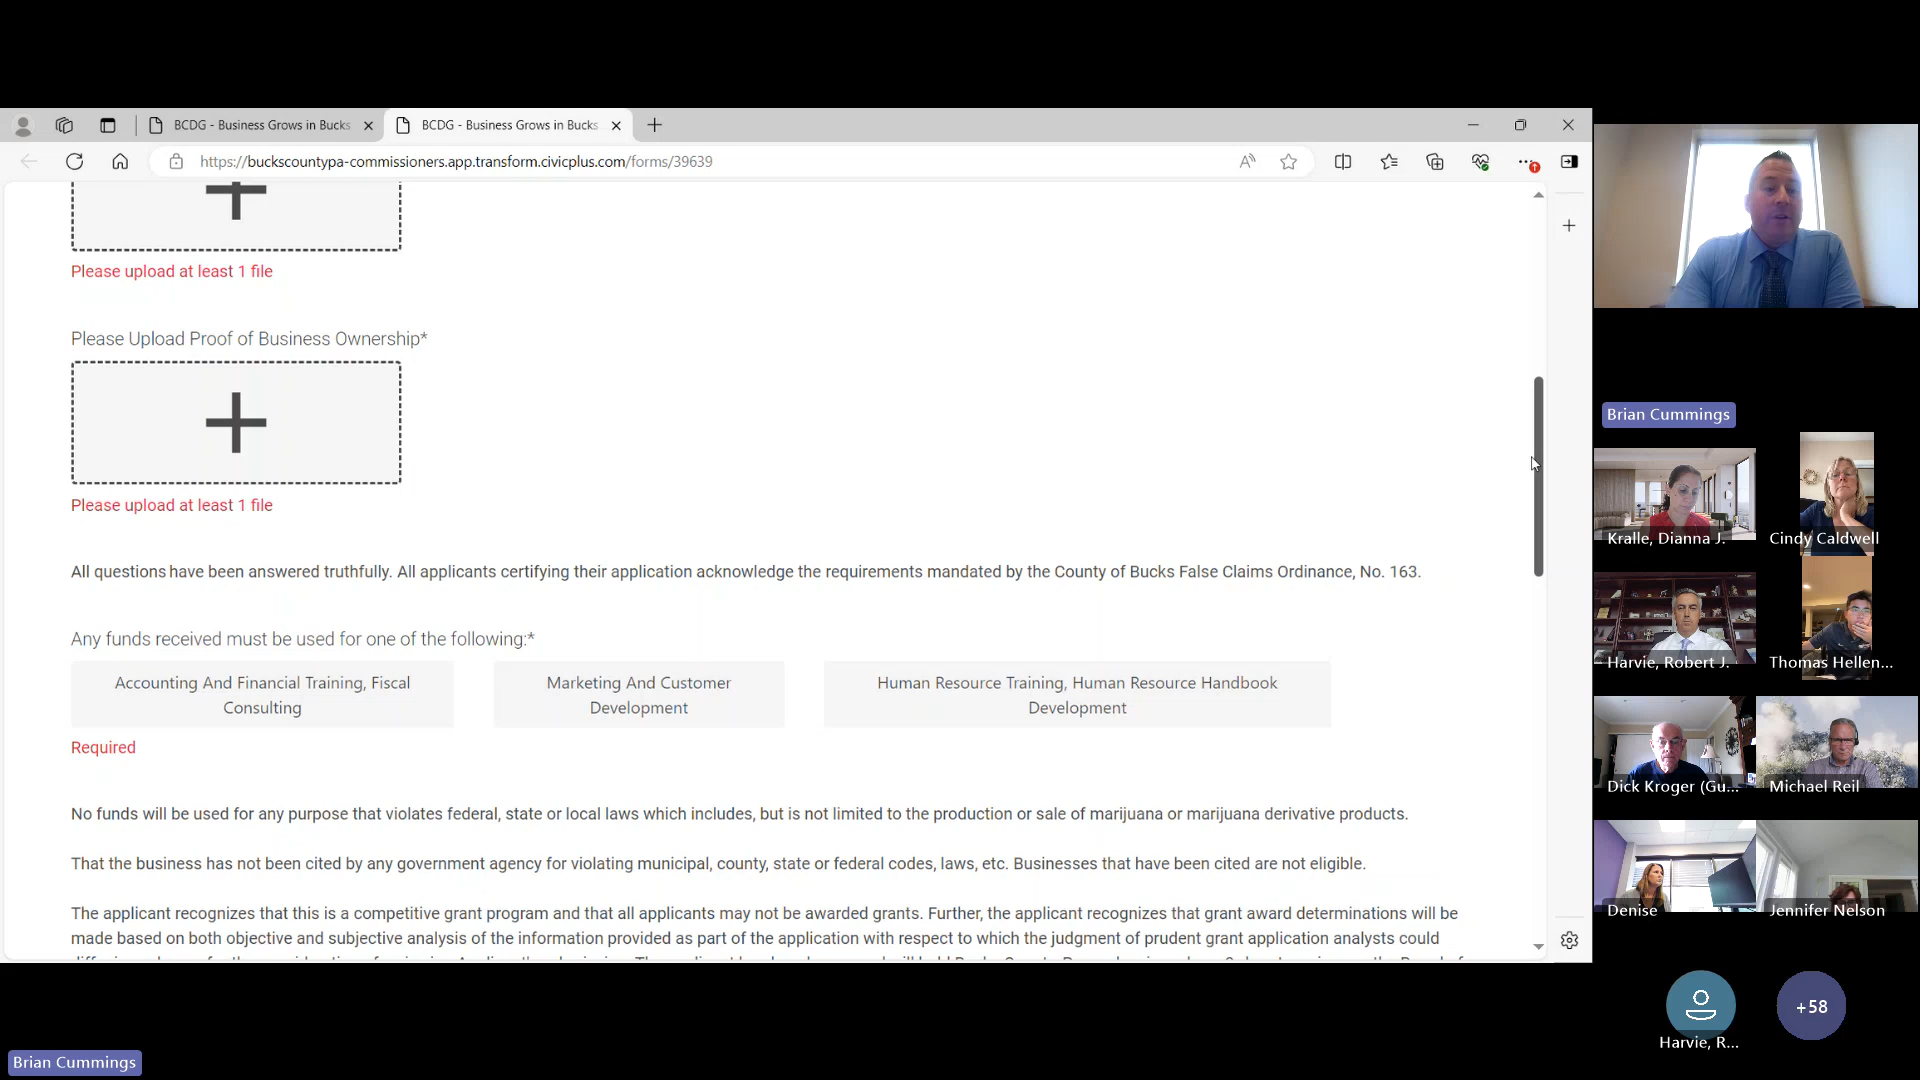 BCDG - Business Grows in Bucks
BCDG - Business Grows in Bucks
https://buckscountypa-commissioners.app.transform.civicplus.com/forms/39639
Please upload at least 1 file
Please Upload Proof of Business Ownership*
Please upload at least 1 file
All questions have been answered truthfully. All applicants certifying their application acknowledge the requirements mandated by the County of Bucks False Claims Ordinance, No. 163.
Any funds received must be used for one of the following:*
Accounting And Financial Training, Fiscal
Consulting
Marketing And Customer
Development
Human Resource Training, Human Resource Handbook
Development
Required
No funds will be used for any purpose that violates federal, state or local laws which includes, but is not limited to the production or sale of marijuana or marijuana derivative products.
That the business has not been cited by any government agency for violating municipal, county, state or federal codes, laws, etc. Businesses that have been cited are not eligible.
The applicant recognizes that this is a competitive grant program and that all applicants may not be awarded grants. Further, the applicant recognizes that grant award determinations will be
made based on both objective and subjective analysis of the information provided as part of the application with respect to which the judgment of prudent grant application analysts could
Brian Cummings
Kralle, Dianna J.
Cindy Caldwell
Harvie, Robert J.
Thomas Hellen...
Dick Kroger (Gu...
Michael Reil
Denise
Jennifer Nelson
Harvie, R...
+58
Brian Cummings